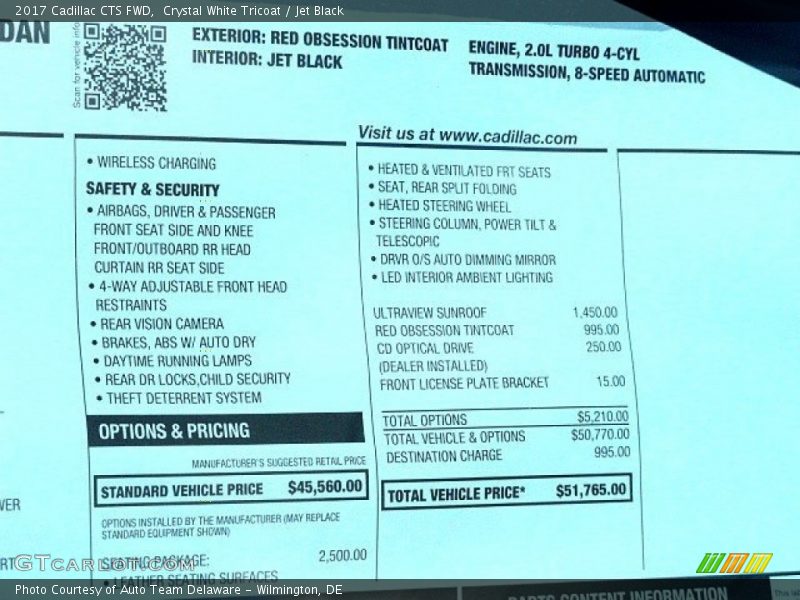 2017 Cadillac CTS FWD, Crystal White Tricoat / Jet Black
DAN
Scan for vehicle info
EXTERIOR: RED OBSESSION TINTCOAT
INTERIOR: JET BLACK
ENGINE, 2.0L TURBO 4-CYL
TRANSMISSION, 8-SPEED AUTOMATIC
Visit us at www.cadillac.com
• WIRELESS CHARGING
SAFETY & SECURITY
• AIRBAGS, DRIVER & PASSENGER
FRONT SEAT SIDE AND KNEE
FRONT/OUTBOARD RR HEAD
CURTAIN RR SEAT SIDE
• 4-WAY ADJUSTABLE FRONT HEAD
RESTRAINTS
• REAR VISION CAMERA
• BRAKES, ABS W/ AUTO DRY
• DAYTIME RUNNING LAMPS
• REAR DR LOCKS,CHILD SECURITY
• THEFT DETERRENT SYSTEM
OPTIONS & PRICING
MANUFACTURER'S SUGGESTED RETAIL PRICE
STANDARD VEHICLE PRICE $45,560.00
OPTIONS INSTALLED BY THE MANUFACTURER (MAY REPLACE
STANDARD EQUIPMENT SHOWN)
SEATING PACKAGE: 2,500.00
• LEATHER SEATING SURFACES
• HEATED & VENTILATED FRT SEATS
• SEAT, REAR SPLIT FOLDING
• HEATED STEERING WHEEL
• STEERING COLUMN, POWER TILT &
TELESCOPIC
• DRVR O/S AUTO DIMMING MIRROR
• LED INTERIOR AMBIENT LIGHTING
ULTRAVIEW SUNROOF 1,450.00
RED OBSESSION TINTCOAT 995.00
CD OPTICAL DRIVE 250.00
(DEALER INSTALLED)
FRONT LICENSE PLATE BRACKET 15.00
TOTAL OPTIONS $5,210.00
TOTAL VEHICLE & OPTIONS $50,770.00
DESTINATION CHARGE 995.00
TOTAL VEHICLE PRICE* $51,765.00
WER
RT
GTcarlot.com
PARTS CONTENT INFORMATION
Photo Courtesy of Auto Team Delaware - Wilmington, DE